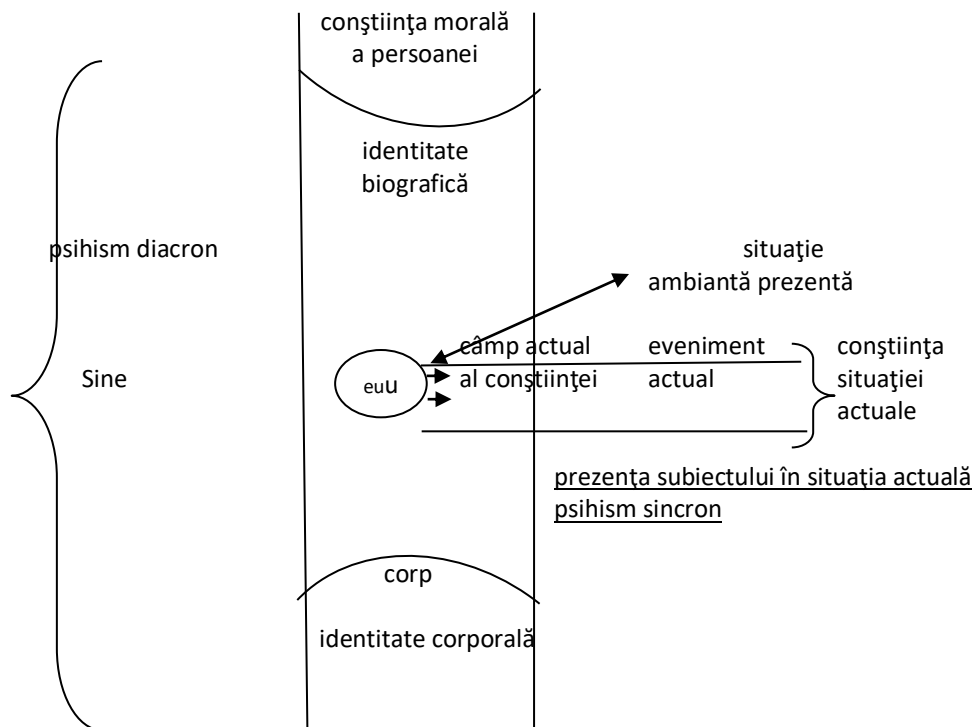 conştiinţa morală
a persoanei
identitate
biografică
psihism diacron
situaţie
ambiantă prezentă
câmp actual
al conştiinţei
eveniment
actual
conştiinţa
situaţiei
actuale
Sine
euu
prezenţa subiectului în situaţia actuală
psihism sincron
corp
identitate corporală